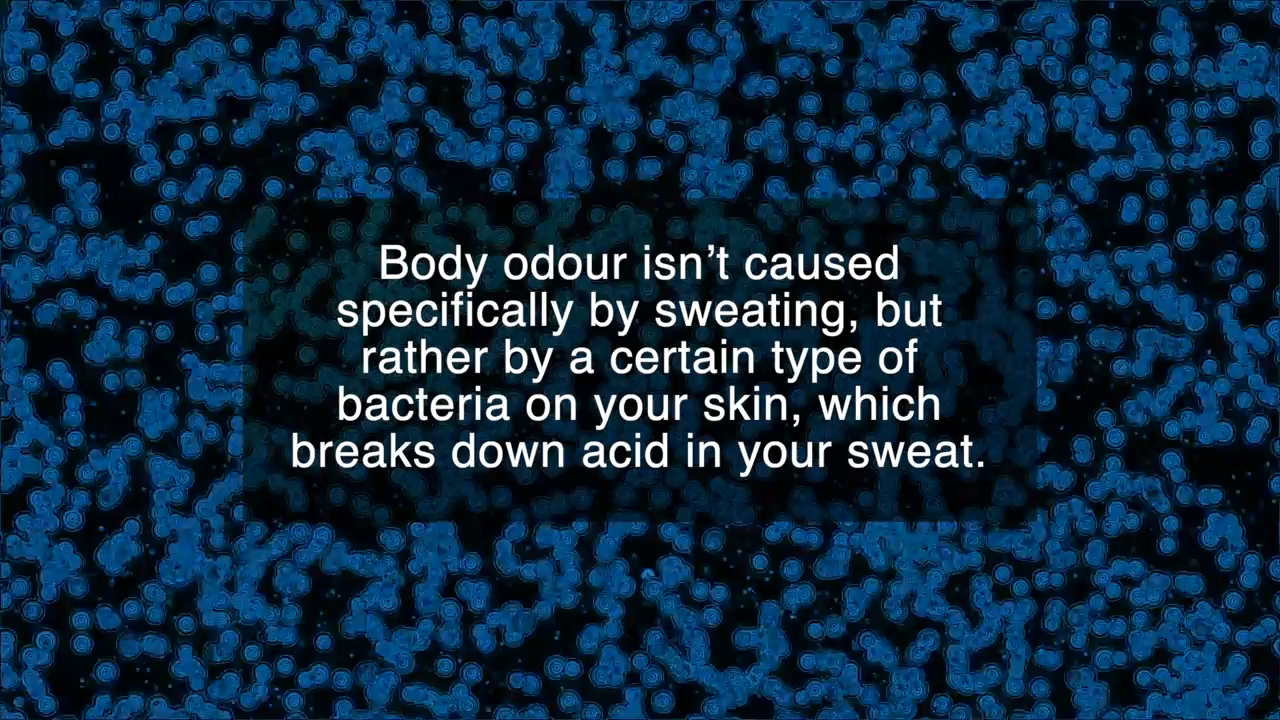 Body odour isn’t caused
specifically by sweating, but
rather by a certain type of
bacteria on your skin, which
breaks down acid in your sweat.